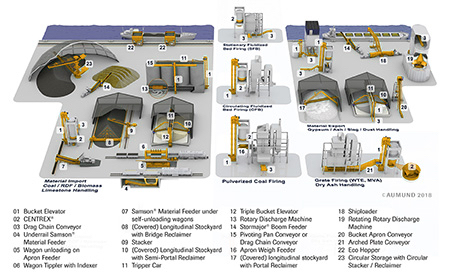 Stationary Fluidized
Bed Firing (SFB)
Circulating Fluidized
Bed Firing (CFB)
Material Import
Coal / RDF / Biomass
Limestone Handling
Pulverized Coal Firing
Material Export
Gypsum / Ash / Slag / Dust Handling
Grate Firing (WTE, MVA)
Dry Ash Handling
©AUMUND 2018
01 Bucket Elevator
02 CENTREX®
03 Drag Chain Conveyor
04 Underrail Samson®
Material Feeder
05 Wagon unloading on
Apron Feeder
06 Wagon Tippler with Indexer
07 Samson® Material Feeder under
self-unloading wagons
08 (Covered) Longitudinal Stockyard
with Bridge Reclaimer
09 Stacker
10 (Covered) Longitudinal Stockyard
with Semi-Portal Reclaimer
11 Tripper Car
12 Triple Bucket Elevator
13 Rotary Discharge Machine
14 Stormajor® Boom Feeder
15 Pivoting Pan Conveyor or
Drag Chain Conveyor
16 Apron Weigh Feeder
17 (Covered) longitudinal Stockyard
with Portal Reclaimer
18 Shiploader
19 Rotating Rotary Discharge
Machine
20 Bucket Apron Conveyor
21 Arched Plate Conveyor
22 Eco Hopper
23 Circular Storage with Circular
Stacker / Reclaimer